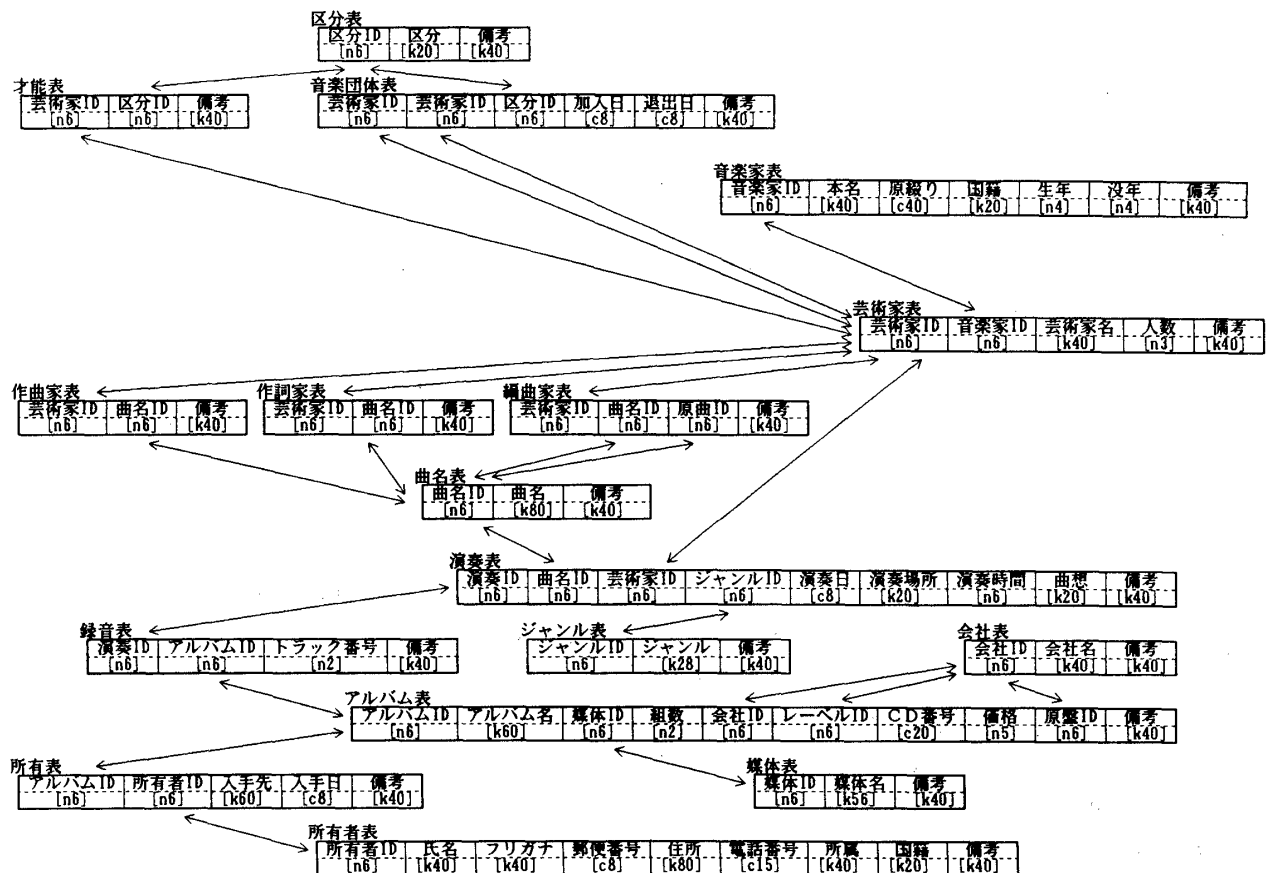 区分表
区分ID 区分 備考
[n6] [k20] [k40]
才能表
芸術家ID 区分ID 備考
[n6] [n6] [k40]
音楽団体表
芸術家ID 芸術家ID 区分ID 加入日 退出日 備考
[n6] [n6] [n6] [c8] [c8] [k40]
音楽家表
音楽家ID 本名 原綴り 国籍 生年 没年 備考
[n6] [k40] [c40] [k20] [n4] [n4] [k40]
芸術家表
芸術家ID 音楽家ID 芸術家名 人数 備考
[n6] [n6] [k40] [n3] [k40]
作曲家表
芸術家ID 曲名ID 備考
[n6] [n6] [k40]
作詞家表
芸術家ID 曲名ID 備考
[n6] [n6] [k40]
編曲家表
芸術家ID 曲名ID 原曲ID 備考
[n6] [n6] [n6] [k40]
曲名表
曲名ID 曲名 備考
[n6] [k80] [k40]
演奏表
演奏ID 曲名ID 芸術家ID ジャンルID 演奏日 演奏場所 演奏時間 曲想 備考
[n6] [n6] [n6] [n6] [c8] [k20] [n6] [k20] [k40]
録音表
演奏ID アルバムID トラック番号 備考
[n6] [n6] [n2] [k40]
ジャンル表
ジャンルID ジャンル 備考
[n6] [k28] [k40]
会社表
会社ID 会社名 備考
[n6] [k40] [k40]
アルバム表
アルバムID アルバム名 媒体ID 組数 会社ID レーベルID CD番号 価格 原盤ID 備考
[n6] [k60] [n6] [n2] [n6] [n6] [c20] [n5] [n6] [k40]
所有表
アルバムID 所有者ID 入手先 入手日 備考
[n6] [n6] [k60] [c8] [k40]
媒体表
媒体ID 媒体名 備考
[n6] [k56] [k40]
所有者表
所有者ID 氏名 フリガナ 郵便番号 住所 電話番号 所属 国籍 備考
[n6] [k40] [k40] [c8] [k80] [c15] [k40] [k20] [k40]